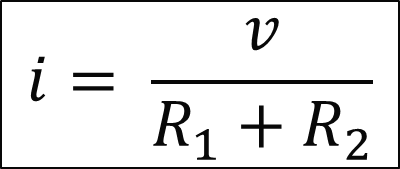 i = v / (R₁ + R₂)